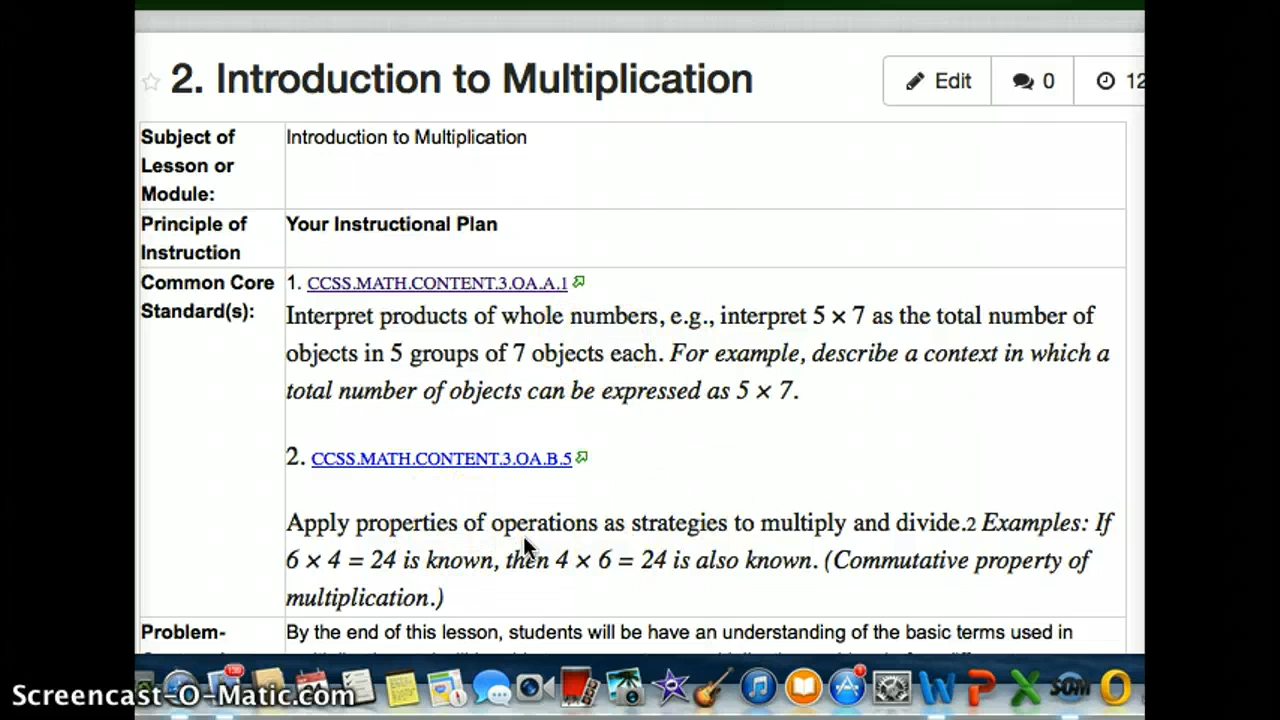 2. Introduction to Multiplication
Edit
0
12
Subject of
Lesson or
Module:
Introduction to Multiplication
Principle of
Instruction
Your Instructional Plan
Common Core
Standard(s):
1. CCSS.MATH.CONTENT.3.OA.A.1
Interpret products of whole numbers, e.g., interpret 5 × 7 as the total number of
objects in 5 groups of 7 objects each. For example, describe a context in which a
total number of objects can be expressed as 5 × 7.
2. CCSS.MATH.CONTENT.3.OA.B.5
Apply properties of operations as strategies to multiply and divide.2 Examples: If
6 × 4 = 24 is known, then 4 × 6 = 24 is also known. (Commutative property of
multiplication.)
Problem-
By the end of this lesson, students will be have an understanding of the basic terms used in
130
SOM
Screencast-O-Matic.com